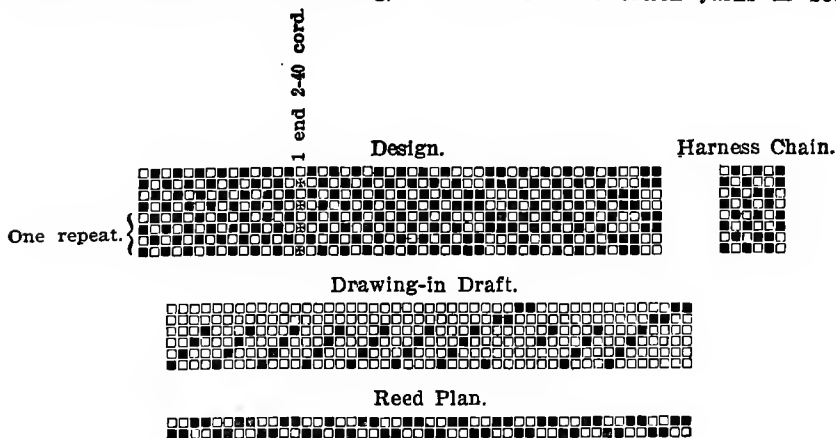 1 end 2-40 cord.
Design.
Harness Chain.
One repeat.
Drawing-in Draft.
Reed Plan.